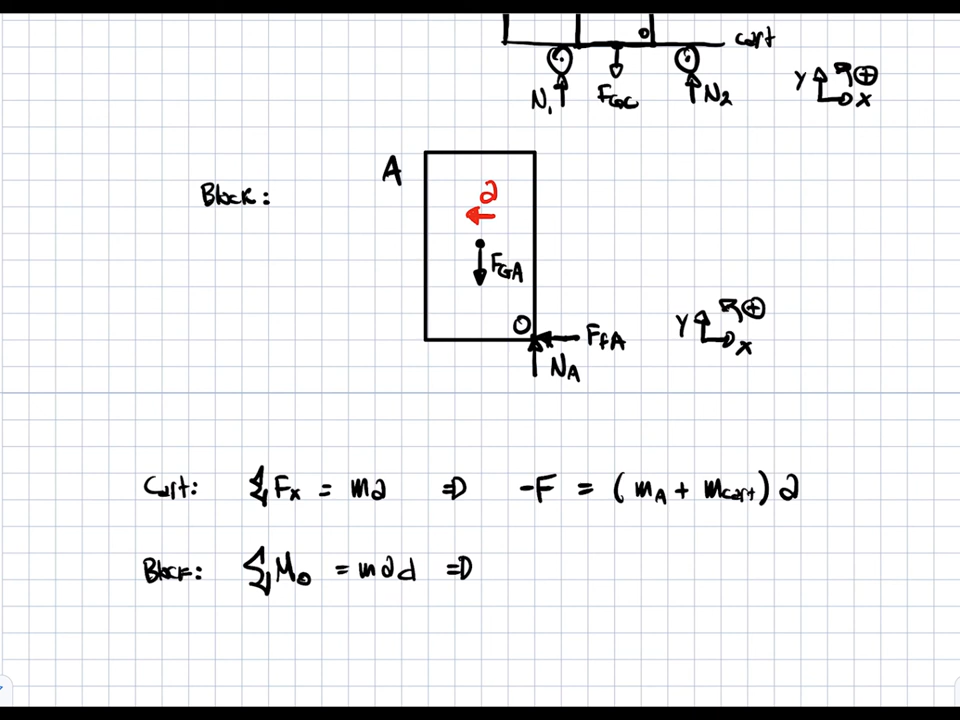 O cart
N1 FGC N2 Y + X
A
Block:
a
FGA
O FfA Y + X
NA
Cart: ΣFx = ma => -F = (mA + mcart) a
Block: ΣMo = mad =>